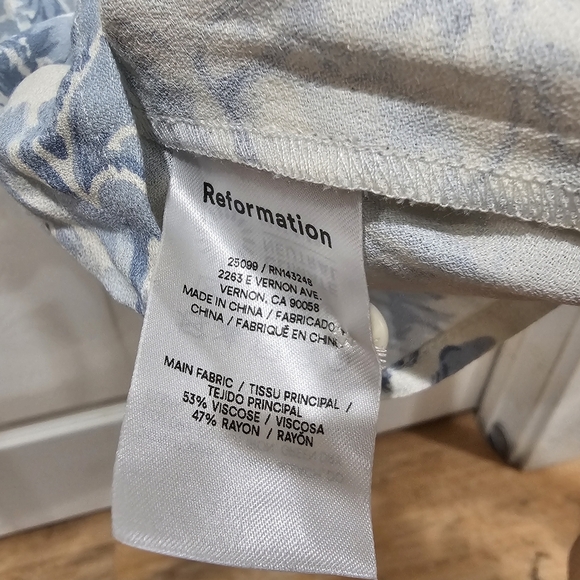 Reformation
25099 / RN143248
2263 E VERNON AVE.
VERNON, CA 90058
MADE IN CHINA / FABRICADO
CHINA / FABRIQUÉ EN CHINE
MAIN FABRIC / TISSU PRINCIPAL /
TEJIDO PRINCIPAL
53% VISCOSE / VISCOSA
47% RAYON / RAYÓN